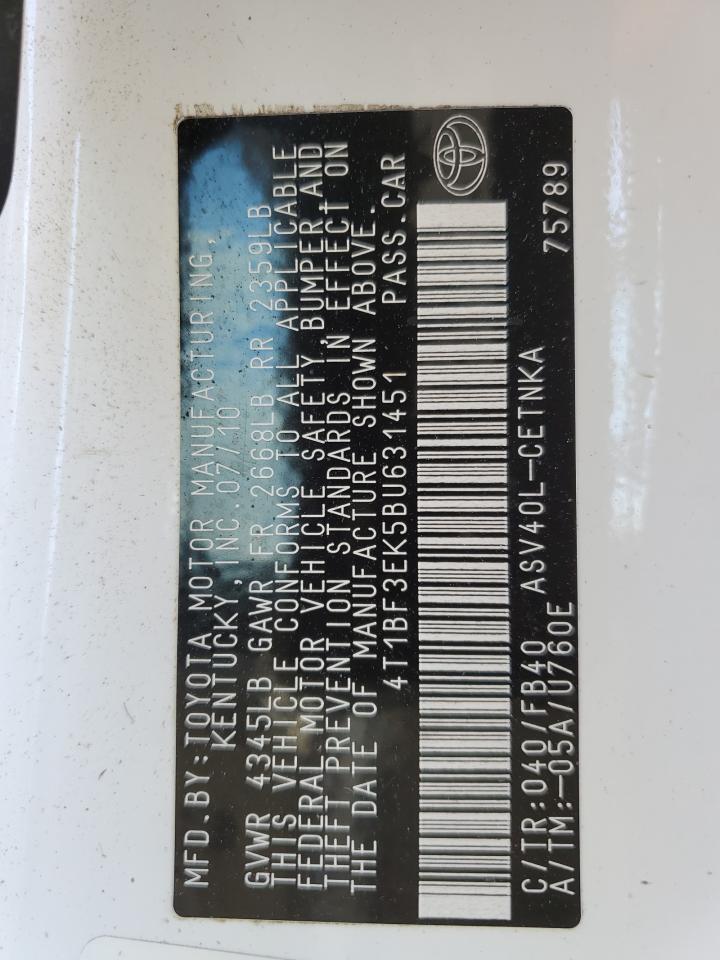 MFD.BY:TOYOTA MOTOR MANUFACTURING,
KENTUCKY,INC.07/10
GVWR 4345LB GAWR FR 2668LB RR 2359LB
THIS VEHICLE CONFORMS TO ALL APPLICABLE
FEDERAL MOTOR VEHICLE SAFETY, BUMPER,AND
THEFT PREVENTION STANDARDS IN EFFECT ON
THE DATE OF MANUFACTURE SHOWN ABOVE.
4T1BF3EK5BU631451 PASS.CAR
C/TR:040/FB40 ASV40L-CETNKA 75789
A/TM:-05A/U760E